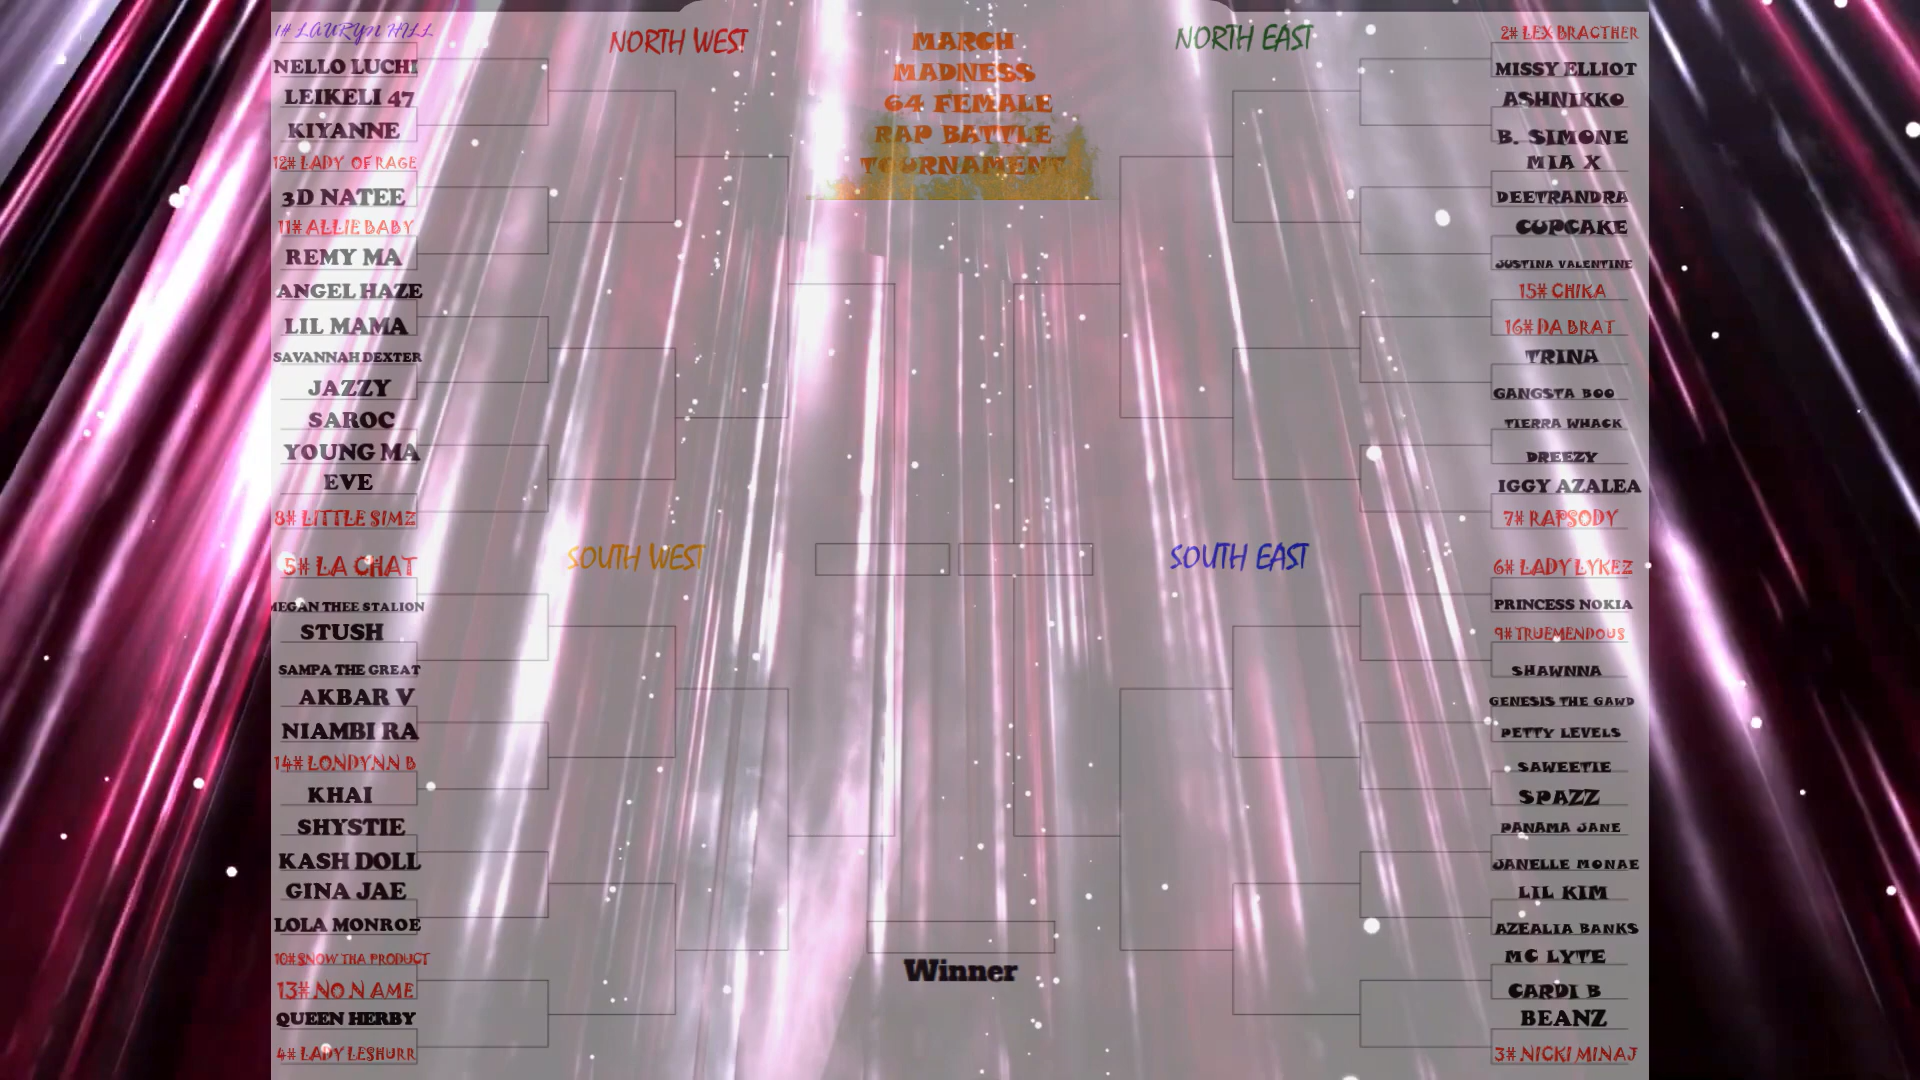 1# LAURYN HILL
NELLO LUCHI
LEIKELI 47
KIYANNE
12# LADY OF RAGE
3D NATEE
11# ALLIE BABY
REMY MA
ANGEL HAZE
LIL MAMA
SAVANNAH DEXTER
JAZZY
SAROC
YOUNG MA
EVE
8# LITTLE SIMZ
NORTH WEST
MARCH
MADNESS
64 FEMALE
RAP BATTLE
TOURNAMENT
NORTH EAST
2# LEX BRACTHER
MISSY ELLIOT
ASHNIKKO
B. SIMONE
MIA X
DEETRANDRA
CUPCAKE
JUSTINA VALENTINE
15# CHIKA
16# DA BRAT
TRINA
GANGSTA BOO
TIERRA WHACK
DREEZY
IGGY AZALEA
7# RAPSODY
SOUTH WEST
5# LA CHAT
MEGAN THEE STALION
STUSH
SAMPA THE GREAT
AKBAR V
NIAMBI RA
14# LONDYNN B
KHAI
SHYSTIE
KASH DOLL
GINA JAE
LOLA MONROE
10# SNOW THA PRODUCT
13# NO N AME
QUEEN HERBY
4# LADY LESHURR
SOUTH EAST
6# LADY LYKEZ
PRINCESS NOKIA
9# TRUEMENDOUS
SHAWNNA
GENESIS THE GAWD
PETTY LEVELS
SAWEETIE
SPAZZ
PANAMA JANE
JANELLE MONAE
LIL KIM
AZEALIA BANKS
MC LYTE
CARDI B
BEANZ
3# NICKI MINAJ
Winner